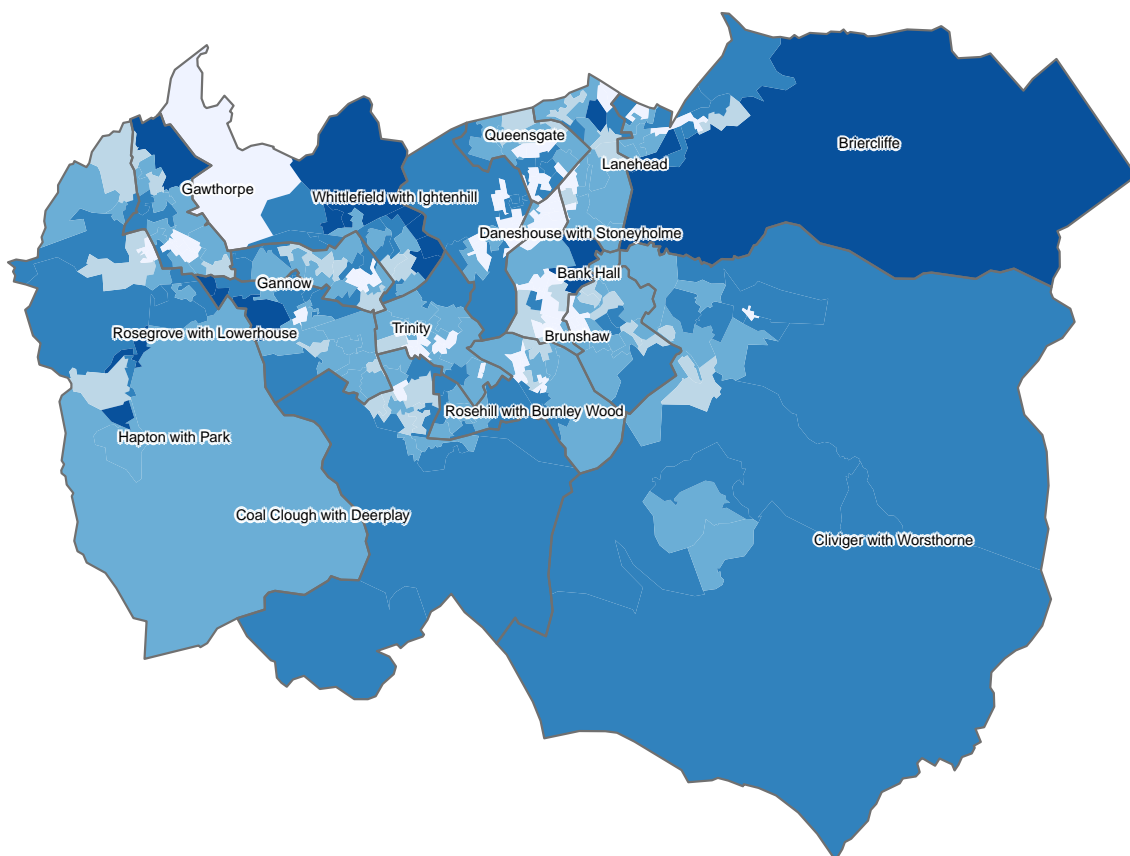 Queensgate
Briercliffe
Lanehead
Gawthorpe
Whittlefield with Ightenhill
Daneshouse with Stoneyholme
Bank Hall
Gannow
Trinity
Rosegrove with Lowerhouse
Brunshaw
Rosehill with Burnley Wood
Hapton with Park
Coal Clough with Deerplay
Cliviger with Worsthorne